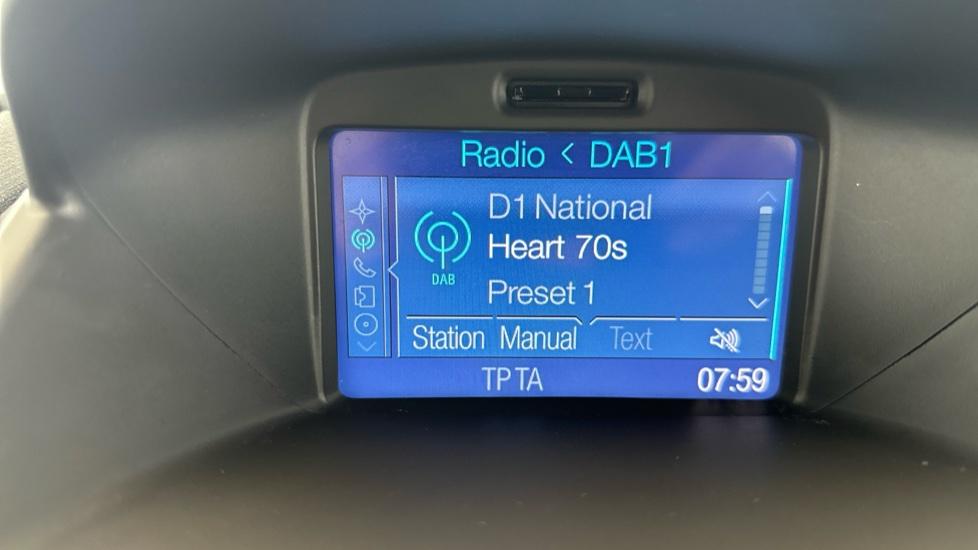 Radio < DAB1
D1 National
Heart 70s
DAB
Preset 1
Station Manual Text
TP TA 07:59